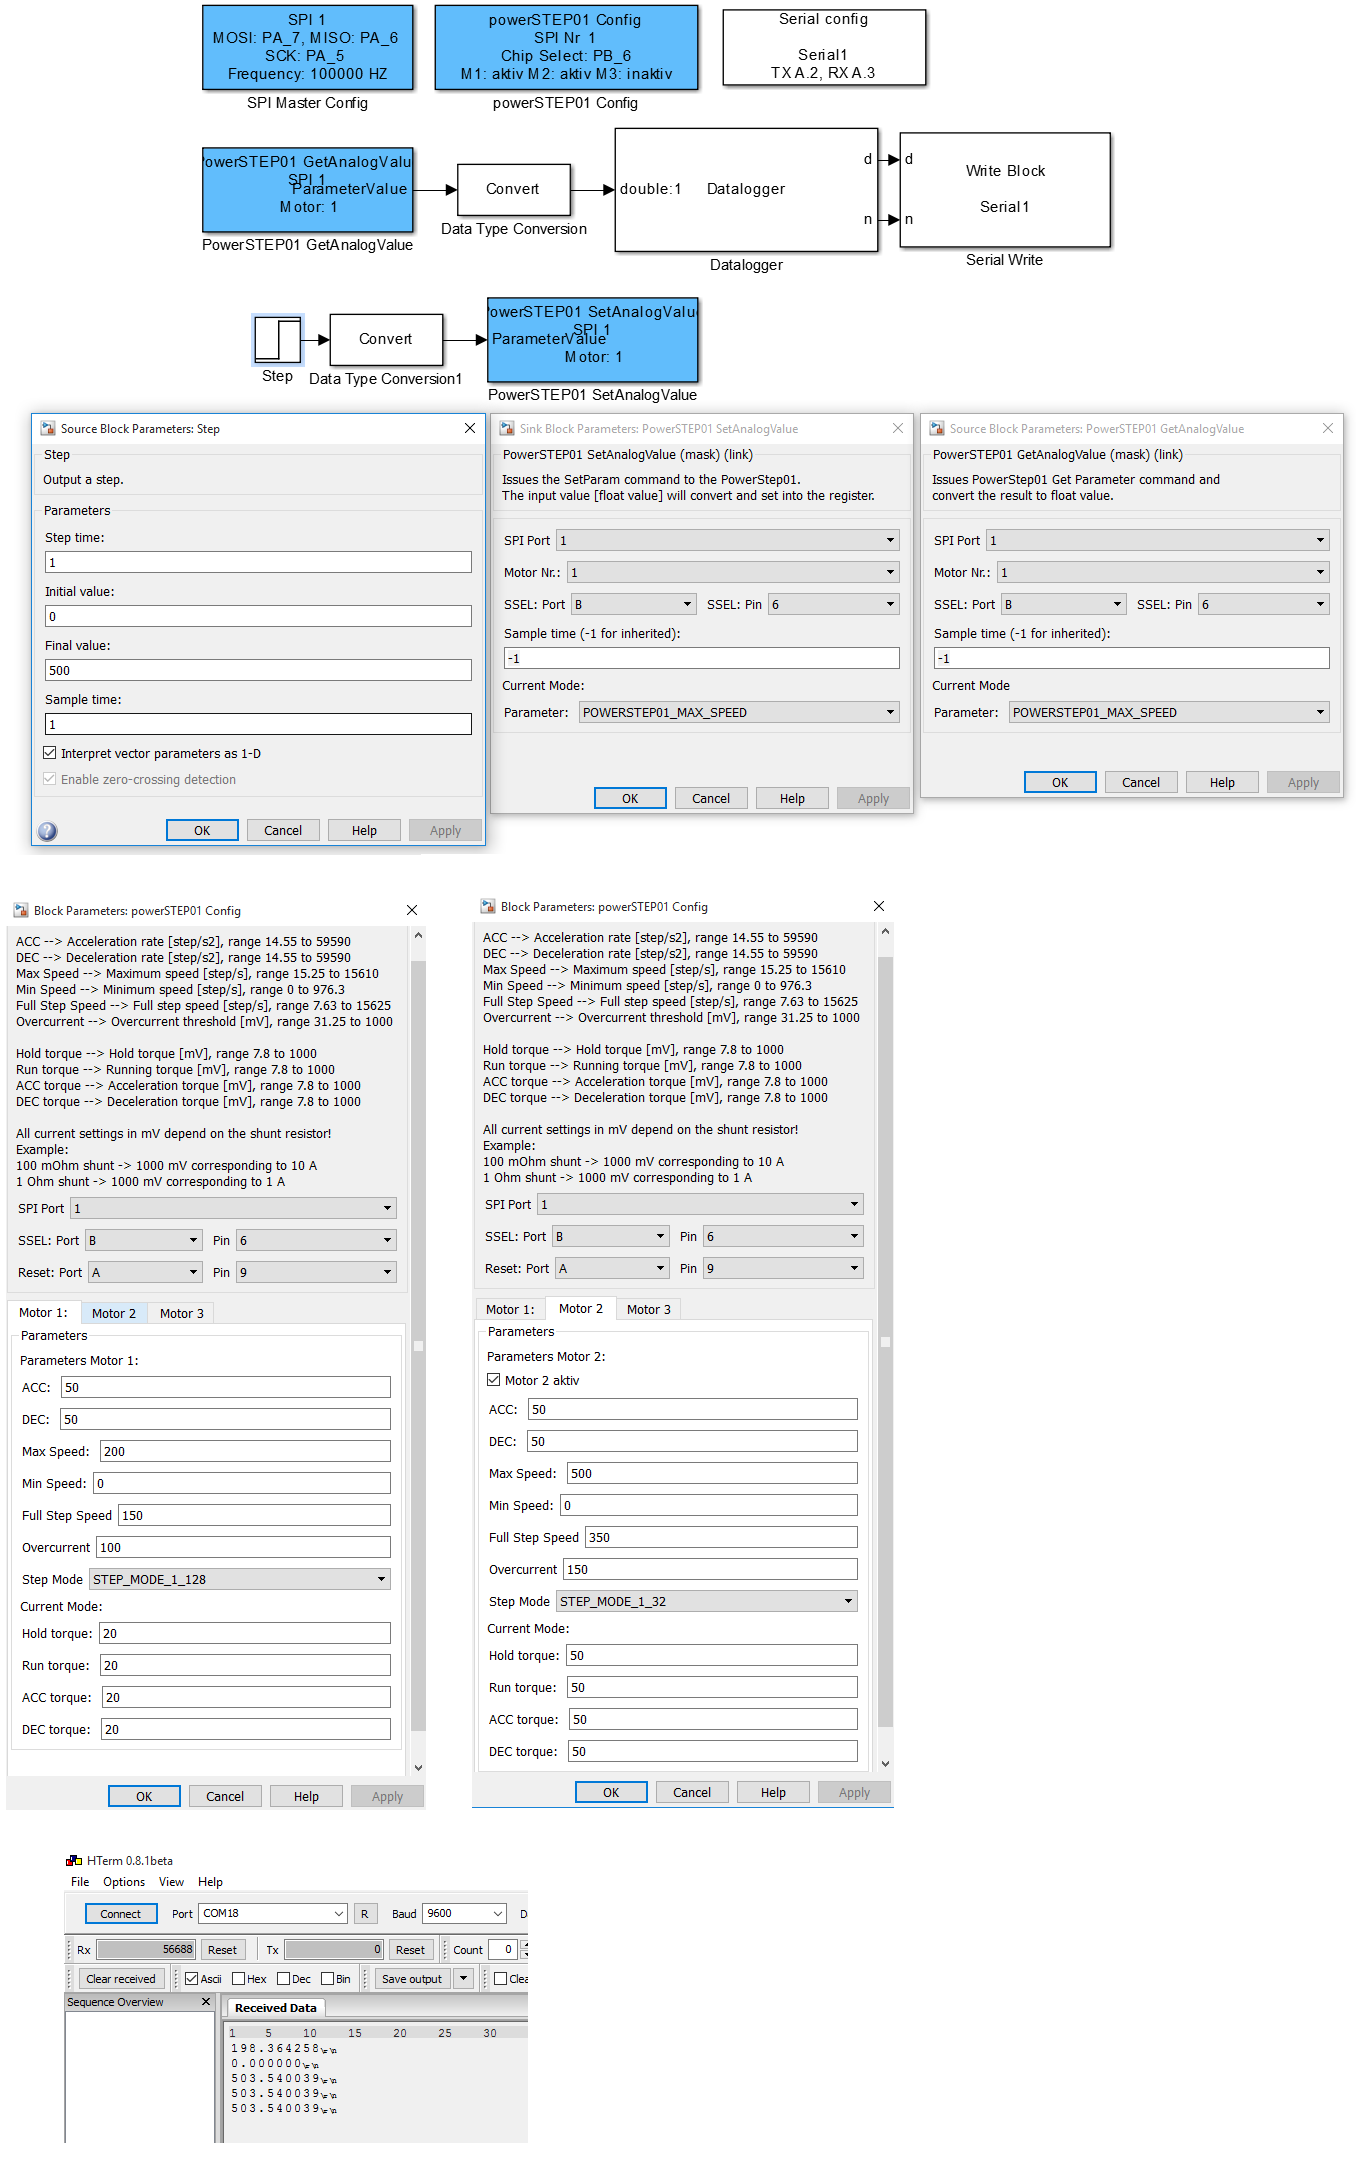 SPI 1
MOSI: PA_7, MISO: PA_6
SCK: PA_5
Frequency: 100000 HZ
SPI Master Config
powerSTEP01 Config
SPI Nr 1
Chip Select: PB_6
M1: aktiv M2: aktiv M3: inaktiv
powerSTEP01 Config
Serial config
Serial1
TX A.2, RX A.3
PowerSTEP01 GetAnalogValu
SPI 1
ParameterValue
Motor: 1
PowerSTEP01 GetAnalogValue
Convert
Data Type Conversion
double:1
Datalogger
d
n
Datalogger
d
n
Write Block
Serial1
Serial Write
Step
Convert
Data Type Conversion1
PowerSTEP01 SetAnalogValu
SPI 1
ParameterValue
Motor: 1
PowerSTEP01 SetAnalogValue
Source Block Parameters: Step
Step
Output a step.
Parameters
Step time:
1
Initial value:
0
Final value:
500
Sample time:
1
Interpret vector parameters as 1-D
Enable zero-crossing detection
?
OK Cancel Help Apply
Sink Block Parameters: PowerSTEP01 SetAnalogValue
PowerSTEP01 SetAnalogValue (mask) (link)
Issues the SetParam command to the PowerStep01.
The input value [float value] will convert and set into the register.
SPI Port 1
Motor Nr.: 1
SSEL: Port B SSEL: Pin 6
Sample time (-1 for inherited):
-1
Current Mode:
Parameter: POWERSTEP01_MAX_SPEED
OK Cancel Help Apply
Source Block Parameters: PowerSTEP01 GetAnalogValue
PowerSTEP01 GetAnalogValue (mask) (link)
Issues PowerStep01 Get Parameter command and
convert the result to float value.
SPI Port 1
Motor Nr.: 1
SSEL: Port B SSEL: Pin 6
Sample time (-1 for inherited):
-1
Current Mode
Parameter: POWERSTEP01_MAX_SPEED
OK Cancel Help Apply
Block Parameters: powerSTEP01 Config
ACC --> Acceleration rate [step/s2], range 14.55 to 59590
DEC --> Deceleration rate [step/s2], range 14.55 to 59590
Max Speed --> Maximum speed [step/s], range 15.25 to 15610
Min Speed --> Minimum speed [step/s], range 0 to 976.3
Full Step Speed --> Full step speed [step/s], range 7.63 to 15625
Overcurrent --> Overcurrent threshold [mV], range 31.25 to 1000
Hold torque --> Hold torque [mV], range 7.8 to 1000
Run torque --> Running torque [mV], range 7.8 to 1000
ACC torque --> Acceleration torque [mV], range 7.8 to 1000
DEC torque --> Deceleration torque [mV], range 7.8 to 1000
All current settings in mV depend on the shunt resistor!
Example:
100 mOhm shunt -> 1000 mV corresponding to 10 A
1 Ohm shunt -> 1000 mV corresponding to 1 A
SPI Port 1
SSEL: Port B Pin 6
Reset: Port A Pin 9
Motor 1: Motor 2 Motor 3
Parameters
Parameters Motor 1:
ACC: 50
DEC: 50
Max Speed: 200
Min Speed: 0
Full Step Speed 150
Overcurrent 100
Step Mode STEP_MODE_1_128
Current Mode:
Hold torque: 20
Run torque: 20
ACC torque: 20
DEC torque: 20
OK Cancel Help Apply
Block Parameters: powerSTEP01 Config
ACC --> Acceleration rate [step/s2], range 14.55 to 59590
DEC --> Deceleration rate [step/s2], range 14.55 to 59590
Max Speed --> Maximum speed [step/s], range 15.25 to 15610
Min Speed --> Minimum speed [step/s], range 0 to 976.3
Full Step Speed --> Full step speed [step/s], range 7.63 to 15625
Overcurrent --> Overcurrent threshold [mV], range 31.25 to 1000
Hold torque --> Hold torque [mV], range 7.8 to 1000
Run torque --> Running torque [mV], range 7.8 to 1000
ACC torque --> Acceleration torque [mV], range 7.8 to 1000
DEC torque --> Deceleration torque [mV], range 7.8 to 1000
All current settings in mV depend on the shunt resistor!
Example:
100 mOhm shunt -> 1000 mV corresponding to 10 A
1 Ohm shunt -> 1000 mV corresponding to 1 A
SPI Port 1
SSEL: Port B Pin 6
Reset: Port A Pin 9
Motor 1: Motor 2 Motor 3
Parameters
Parameters Motor 2:
Motor 2 aktiv
ACC: 50
DEC: 50
Max Speed: 500
Min Speed: 0
Full Step Speed 350
Overcurrent 150
Step Mode STEP_MODE_1_32
Current Mode:
Hold torque: 50
Run torque: 50
ACC torque: 50
DEC torque: 50
OK Cancel Help Apply
HTerm 0.8.1beta
File Options View Help
Connect Port COM18 R Baud 9600 D
Rx 56688 Reset Tx 0 Reset Count 0
Clear received Ascii Hex Dec Bin Save output Clea
Sequence Overview
Received Data
1 5 10 15 20 25 30
198.364258\r\n
0.000000\r\n
503.540039\r\n
503.540039\r\n
503.540039\r\n